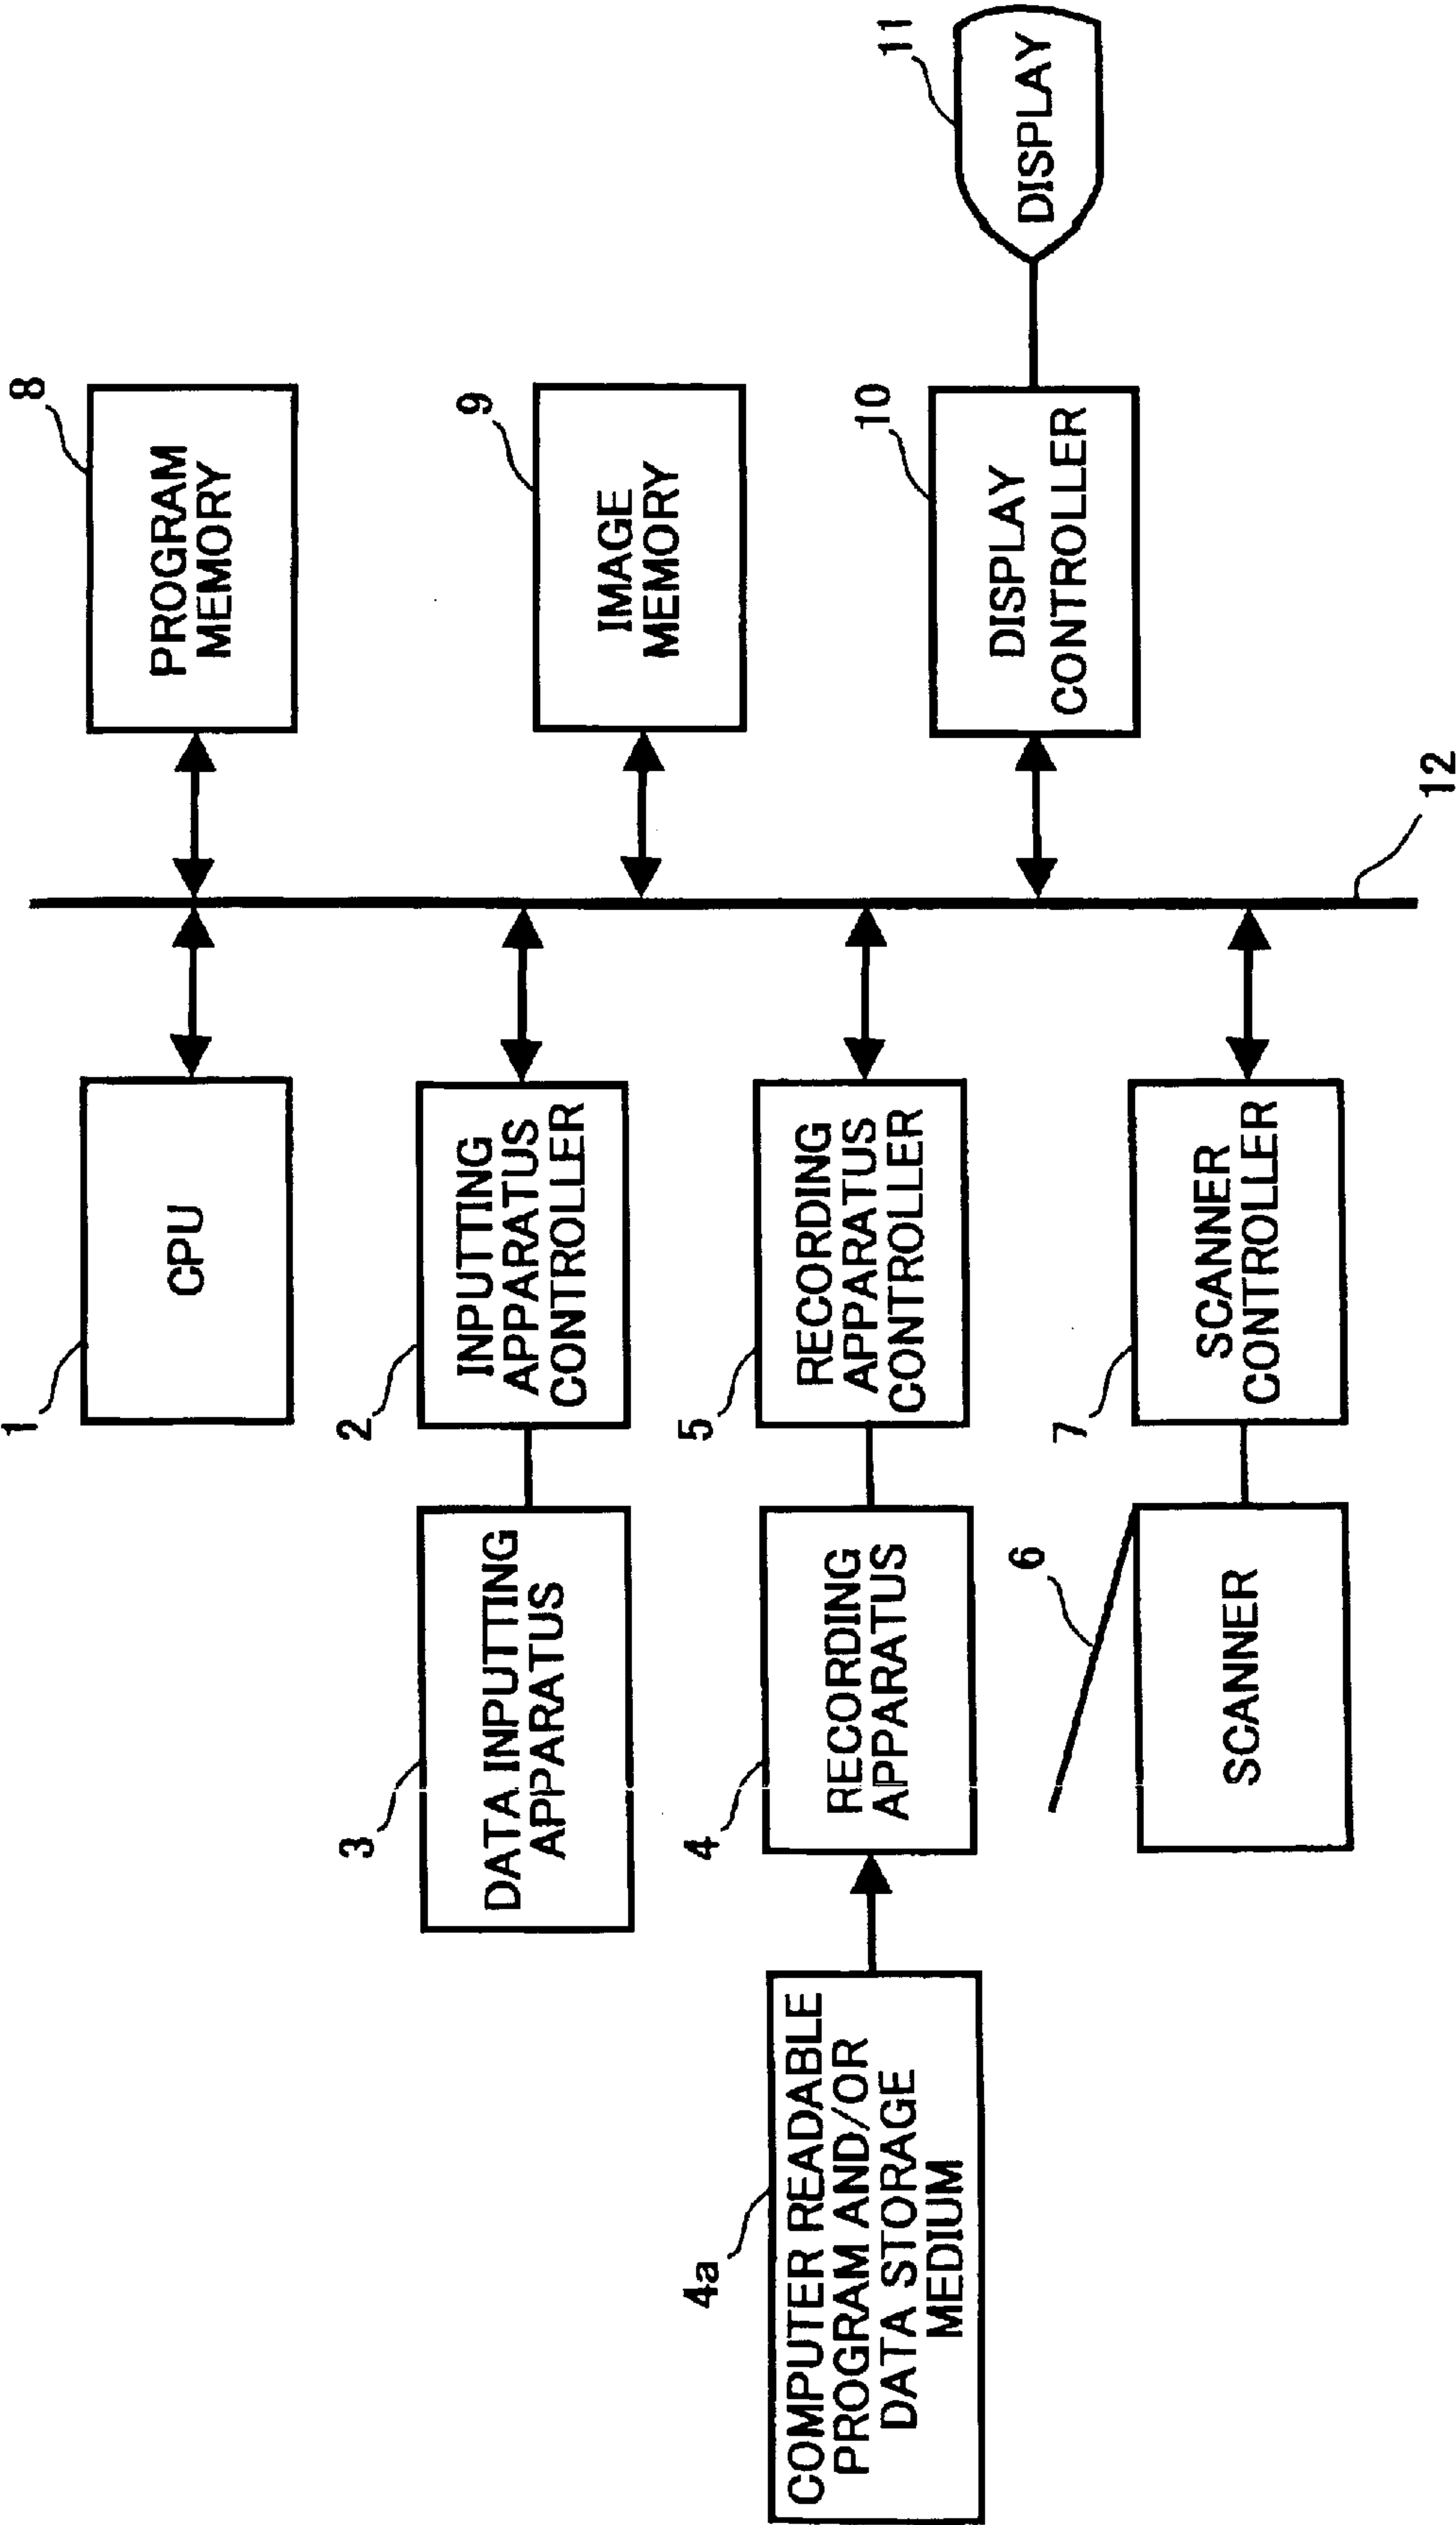 1
CPU
8
PROGRAM
MEMORY
3
DATA INPUTTING
APPARATUS
2
INPUTTING
APPARATUS
CONTROLLER
9
IMAGE
MEMORY
4a
COMPUTER READABLE
PROGRAM AND/OR
DATA STORAGE
MEDIUM
4
RECORDING
APPARATUS
5
RECORDING
APPARATUS
CONTROLLER
10
DISPLAY
CONTROLLER
11
DISPLAY
6
SCANNER
7
SCANNER
CONTROLLER
12